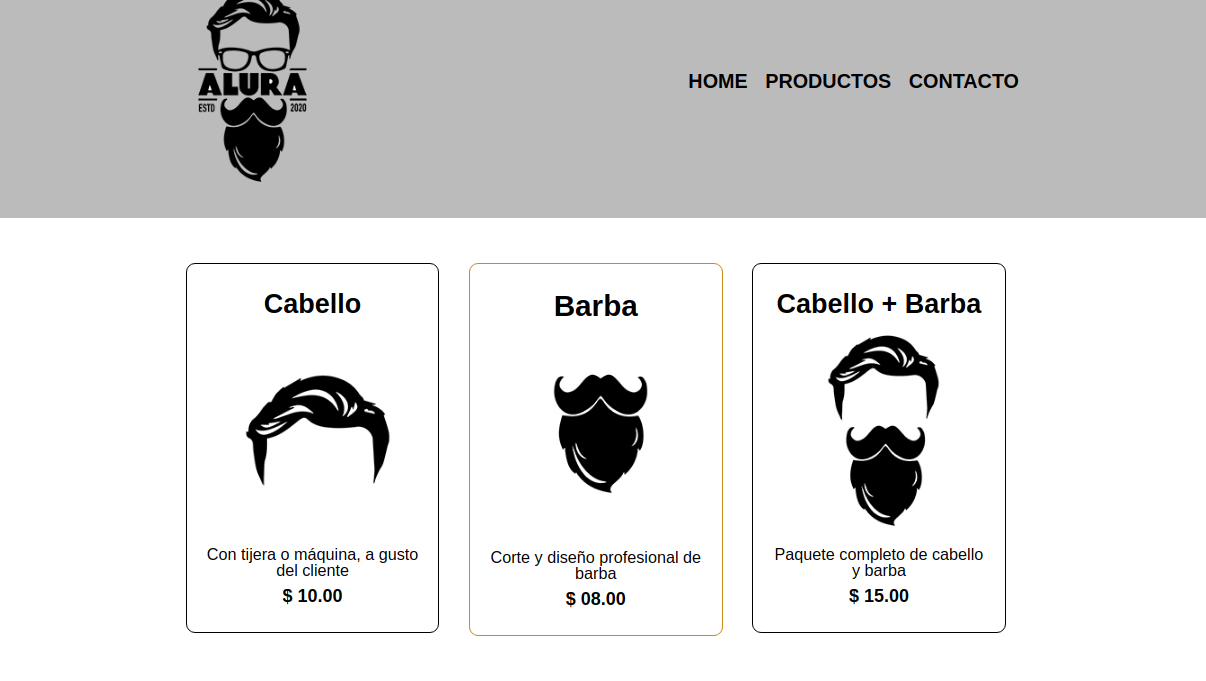 ALURA
ESTD 2020
HOME PRODUCTOS CONTACTO
Cabello
Con tijera o máquina, a gusto
del cliente
$ 10.00
Barba
Corte y diseño profesional de
barba
$ 08.00
Cabello + Barba
Paquete completo de cabello
y barba
$ 15.00